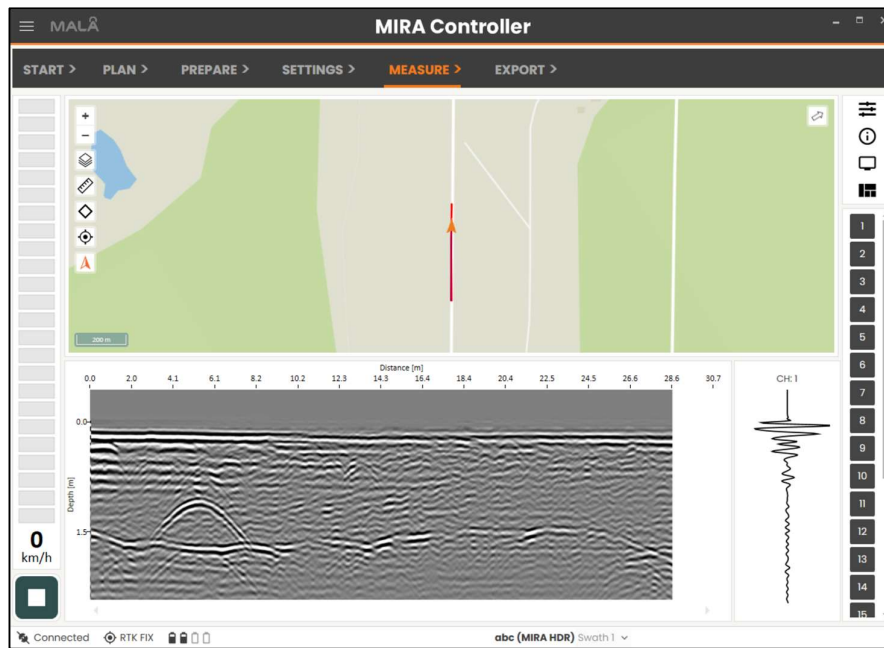 MALÅ
MIRA Controller
START >
PLAN >
PREPARE >
SETTINGS >
MEASURE >
EXPORT >
+
−
200 m
Distance [m]
0.0 2.0 4.1 6.1 8.2 10.2 12.3 14.3 16.4 18.4 20.4 22.5 24.5 26.6 28.6 30.7
0.0
Depth [m]
1.5
CH: 1
1
2
3
4
5
6
7
8
9
10
11
12
13
14
15
0
km/h
Connected
RTK FIX
abc (MIRA HDR) Swath 1